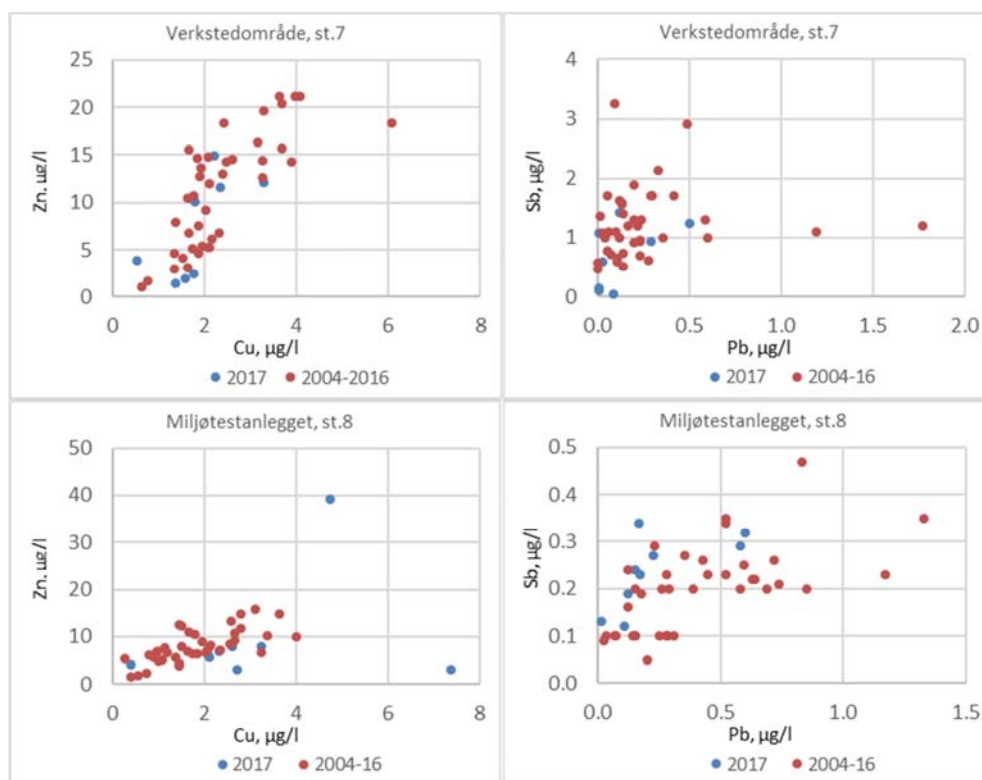 Verkstedområde, st.7
25
20
15
10
5
0
Zn. µg/l
0 2 4 6 8
Cu, µg/l
2017 2004-2016
Verkstedområde, st.7
4
3
2
1
0
Sb, µg/l
0.0 0.5 1.0 1.5 2.0
Pb, µg/l
2017 2004-16
Miljøtestanlegget, st.8
50
40
30
20
10
0
Zn. µg/l
0 2 4 6 8
Cu, µg/l
2017 2004-16
Miljøtestanlegget, st.8
0.5
0.4
0.3
0.2
0.1
0.0
Sb, µg/l
0.0 0.5 1.0 1.5
Pb, µg/l
2017 2004-16